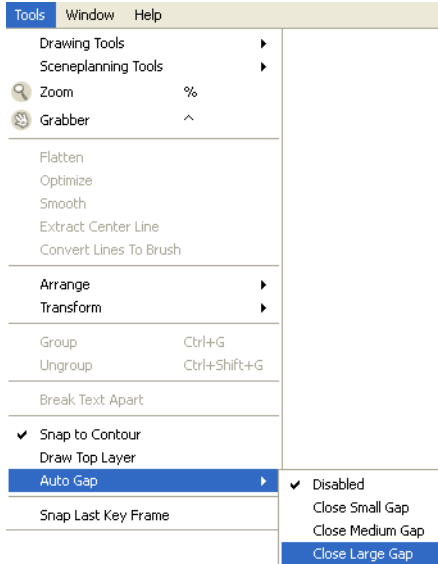 Tools Window Help
Drawing Tools
Sceneplanning Tools
Zoom %
Grabber ^
Flatten
Optimize
Smooth
Extract Center Line
Convert Lines To Brush
Arrange
Transform
Group Ctrl+G
Ungroup Ctrl+Shift+G
Break Text Apart
Snap to Contour
Draw Top Layer
Auto Gap
Disabled
Snap Last Key Frame
Close Small Gap
Close Medium Gap
Close Large Gap